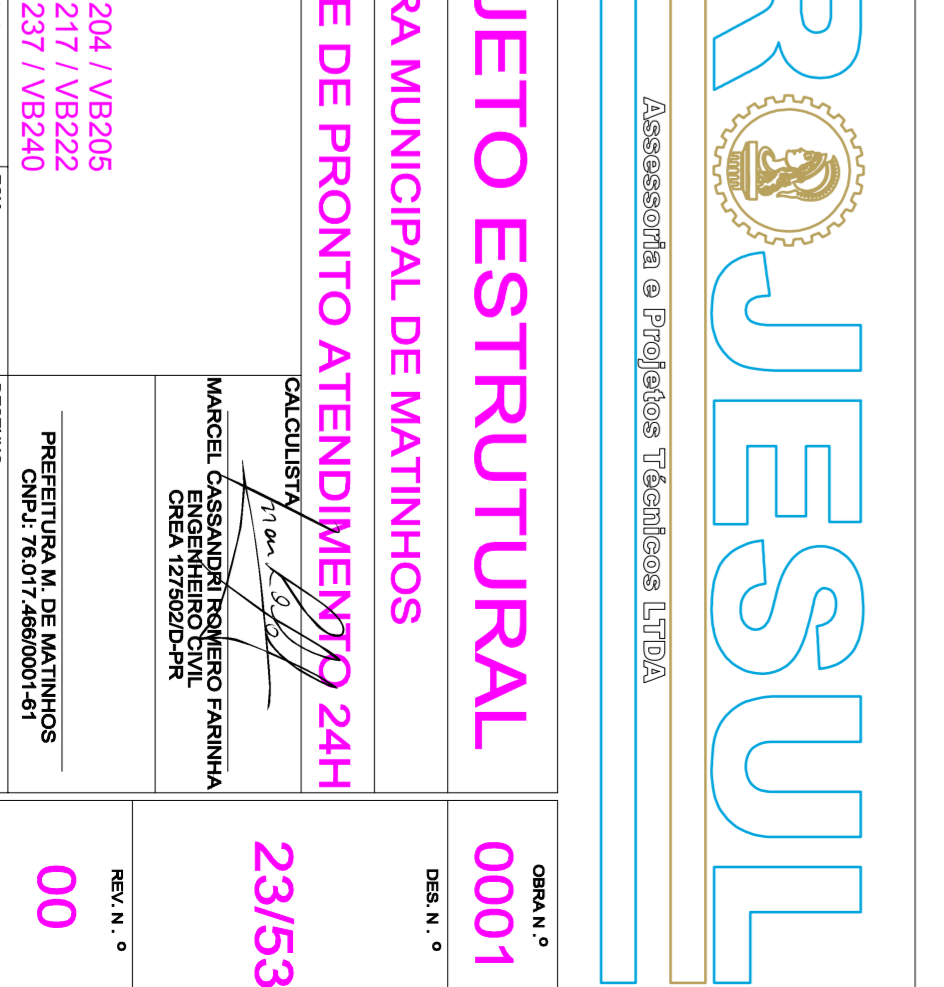 ROJESUL
Assessoria e Projetos Técnicos LTDA
JETO ESTRUTURAL
RA MUNICIPAL DE MATINHOS
E DE PRONTO ATENDIMENTO 24H
CALCULISTA
MARCEL CASSANDRI ROMERO FARINHA
ENGENHEIRO CIVIL
CREA 127502/D-PR
204 / VB205
217 / VB222
237 / VB240
PREFEITURA M. DE MATINHOS
CNPJ: 76.017.466/0001-61
OBRA N.º
0001
DES. N.º
23/53
REV. N.º
00